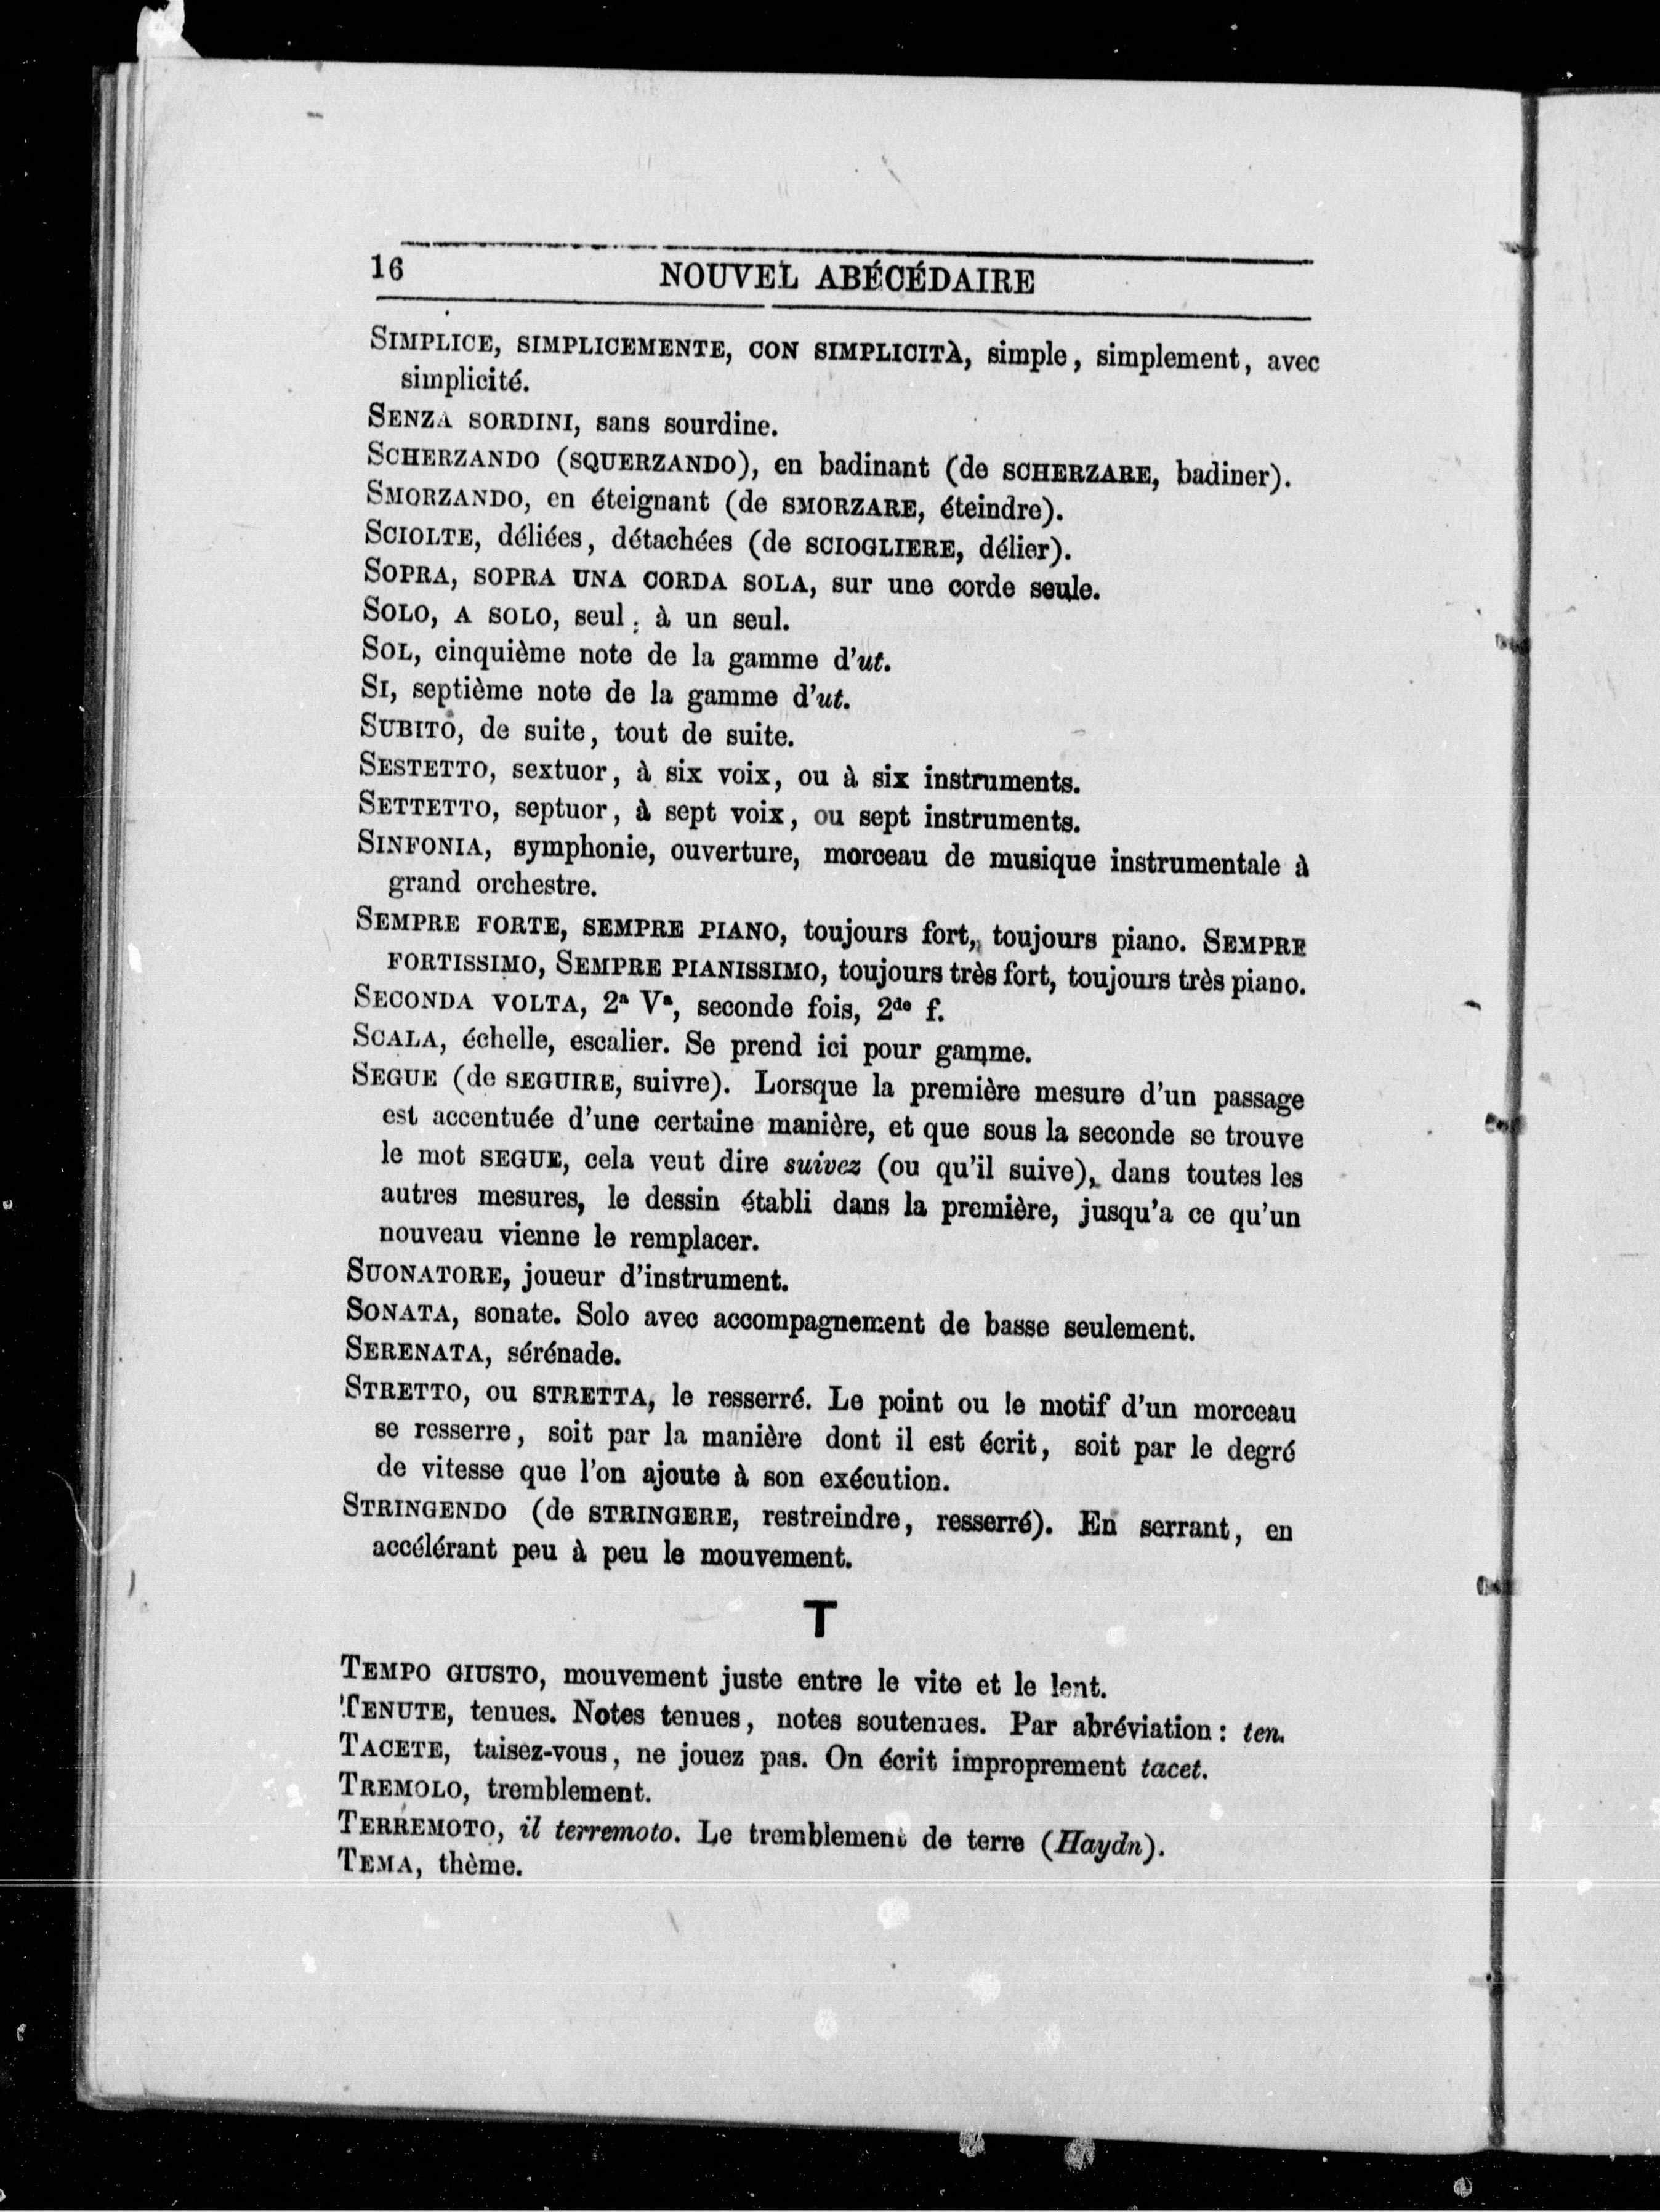 16 NOUVEL ABÉCÉDAIRE
SIMPLICE, SIMPLICEMENTE, CON SIMPLICITÀ, simple, simplement, avec
simplicité.
SENZA SORDINI, sans sourdine.
SCHERZANDO (SQUERZANDO), en badinant (de SCHERZARE, badiner).
SMORZANDO, en éteignant (de SMORZARE, éteindre).
SCIOLTE, déliées, détachées (de SCIOGLIERE, délier).
SOPRA, SOPRA UNA CORDA SOLA, sur une corde seule.
SOLO, A SOLO, seul; à un seul.
SOL, cinquième note de la gamme d'ut.
SI, septième note de la gamme d'ut.
SUBITO, de suite, tout de suite.
SESTETTO, sextuor, à six voix, ou à six instruments.
SETTETTO, septuor, à sept voix, ou sept instruments.
SINFONIA, symphonie, ouverture, morceau de musique instrumentale à
grand orchestre.
SEMPRE FORTE, SEMPRE PIANO, toujours fort, toujours piano. SEMPRE
FORTISSIMO, SEMPRE PIANISSIMO, toujours très fort, toujours très piano.
SECONDA VOLTA, 2ª Vª, seconde fois, 2de f.
SCALA, échelle, escalier. Se prend ici pour gamme.
SEGUE (de SEGUIRE, suivre). Lorsque la première mesure d'un passage
est accentuée d'une certaine manière, et que sous la seconde se trouve
le mot SEGUE, cela veut dire suivez (ou qu'il suive), dans toutes les
autres mesures, le dessin établi dans la première, jusqu'a ce qu'un
nouveau vienne le remplacer.
SUONATORE, joueur d'instrument.
SONATA, sonate. Solo avec accompagnement de basse seulement.
SERENATA, sérénade.
STRETTO, ou STRETTA, le resserré. Le point ou le motif d'un morceau
se resserre, soit par la manière dont il est écrit, soit par le degré
de vitesse que l'on ajoute à son exécution.
STRINGENDO (de STRINGERE, restreindre, resserré). En serrant, en
accélérant peu à peu le mouvement.
T
TEMPO GIUSTO, mouvement juste entre le vite et le lent.
TENUTE, tenues. Notes tenues, notes soutenues. Par abréviation: ten.
TACETE, taisez-vous, ne jouez pas. On écrit improprement tacet.
TREMOLO, tremblement.
TERREMOTO, il terremoto. Le tremblement de terre (Haydn).
TEMA, thème.